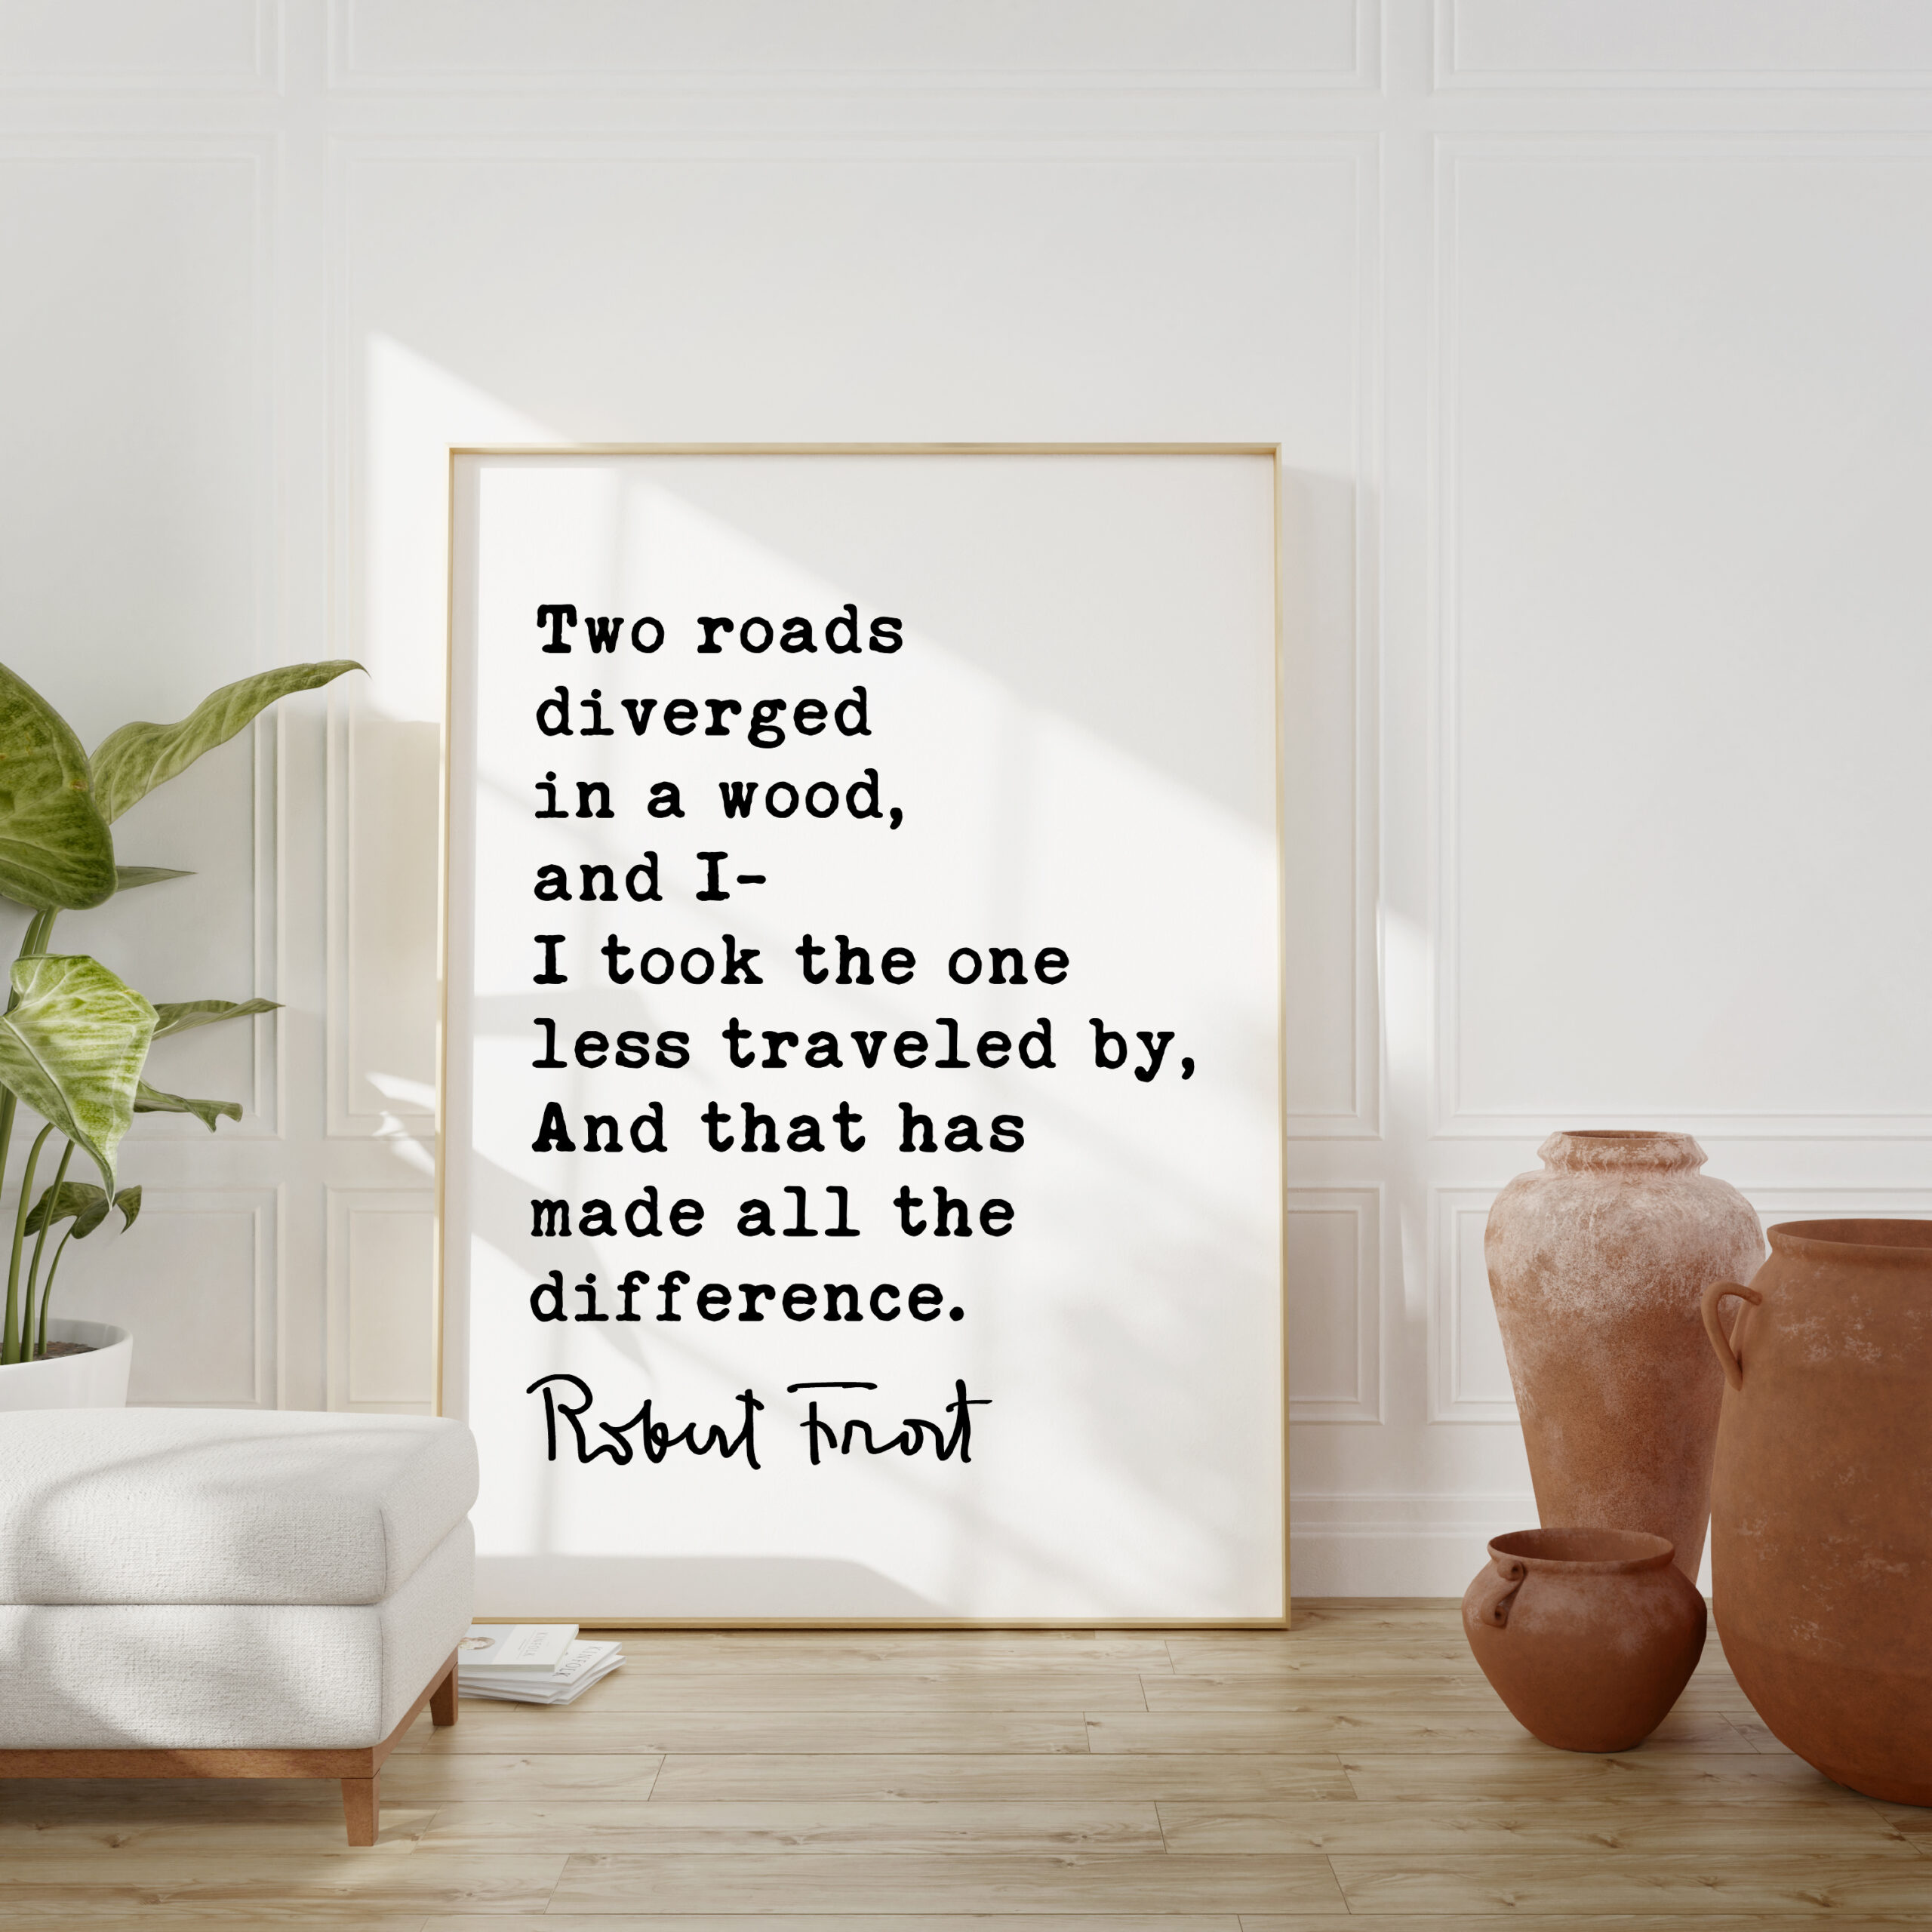 Two roads
diverged
in a wood,
and I-
I took the one
less traveled by,
And that has
made all the
difference.
Robert Frost